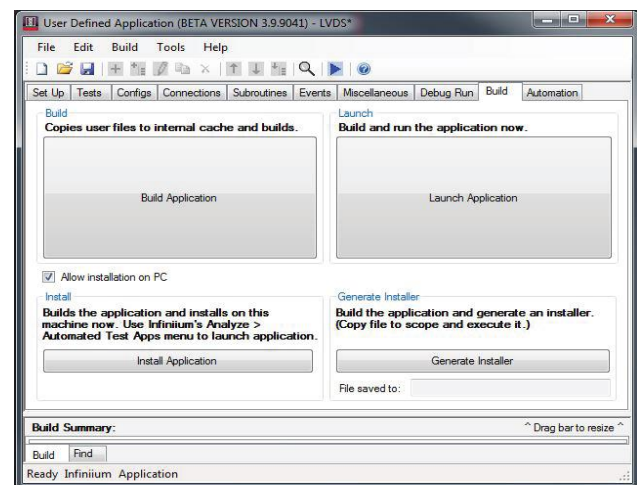 User Defined Application (BETA VERSION 3.9.9041) - LVDS*
File Edit Build Tools Help
Set Up Tests Configs Connections Subroutines Events Miscellaneous Debug Run Build Automation
Build
Copies user files to internal cache and builds.
Build Application
Launch
Build and run the application now.
Launch Application
Allow installation on PC
Install
Builds the application and installs on this
machine now. Use Infiniium's Analyze >
Automated Test Apps menu to launch application.
Install Application
Generate Installer
Build the application and generate an installer.
(Copy file to scope and execute it.)
Generate Installer
File saved to:
Build Summary:
^ Drag bar to resize ^
Build Find
Ready Infiniium Application